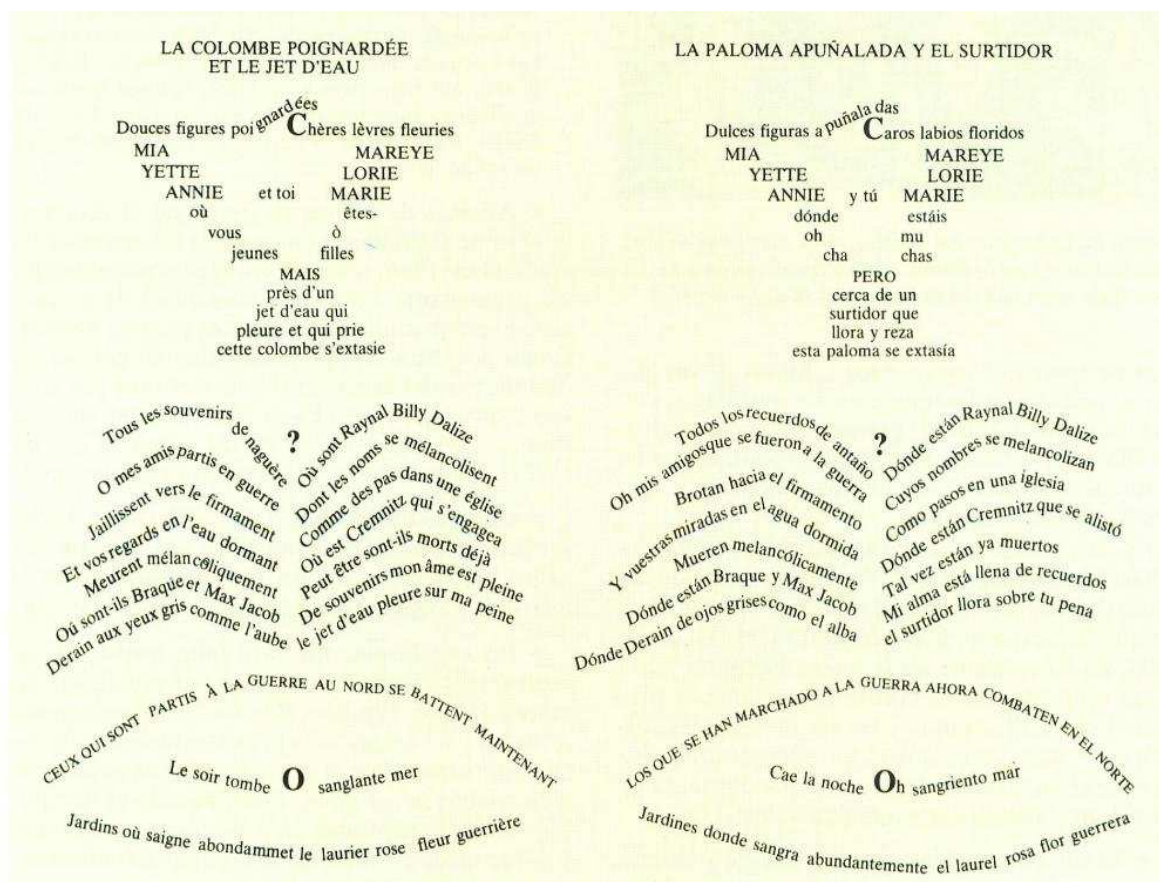 LA COLOMBE POIGNARDÉE
ET LE JET D'EAU
Douces figures poignardées Chères lèvres fleuries
MIA MAREYE
YETTE LORIE
ANNIE et toi MARIE
où êtes-
vous ò
jeunes filles
MAIS
près d'un
jet d'eau qui
pleure et qui prie
cette colombe s'extasie
Tous les souvenirs de naguère
O mes amis partis en guerre
Jaillissent vers le firmament
Et vos regards en l'eau dormant
Meurent mélancoliquement
Où sont-ils Braque et Max Jacob
Derain aux yeux gris comme l'aube
?
Où sont Raynal Billy Dalize
Dont les noms se mélancolisent
Comme des pas dans une église
Où est Cremnitz qui s'engagea
Peut être sont-ils morts déjà
De souvenirs mon âme est pleine
le jet d'eau pleure sur ma peine
CEUX QUI SONT PARTIS À LA GUERRE AU NORD SE BATTENT MAINTENANT
Le soir tombe O sanglante mer
Jardins où saigne abondammet le laurier rose fleur guerrière
LA PALOMA APUÑALADA Y EL SURTIDOR
Dulces figuras a puñala das Caros labios floridos
MIA MAREYE
YETTE LORIE
ANNIE y tú MARIE
dónde estáis
oh mu
cha chas
PERO
cerca de un
surtidor que
llora y reza
esta paloma se extasía
Todos los recuerdos de antaño
Oh mis amigosque se fueron a la guerra
Brotan hacia el firmamento
Y vuestras miradas en el agua dormida
Mueren melancólicamente
Dónde están Braque y Max Jacob
Dónde Derain de ojos grises como el alba
?
Dónde están Raynal Billy Dalize
Cuyos nombres se melancolizan
Como pasos en una iglesia
Dónde están Cremnitz que se alistó
Tal vez están ya muertos
Mi alma está llena de recuerdos
el surtidor llora sobre tu pena
LOS QUE SE HAN MARCHADO A LA GUERRA AHORA COMBATEN EN EL NORTE
Cae la noche Oh sangriento mar
Jardines donde sangra abundantemente el laurel rosa flor guerrera